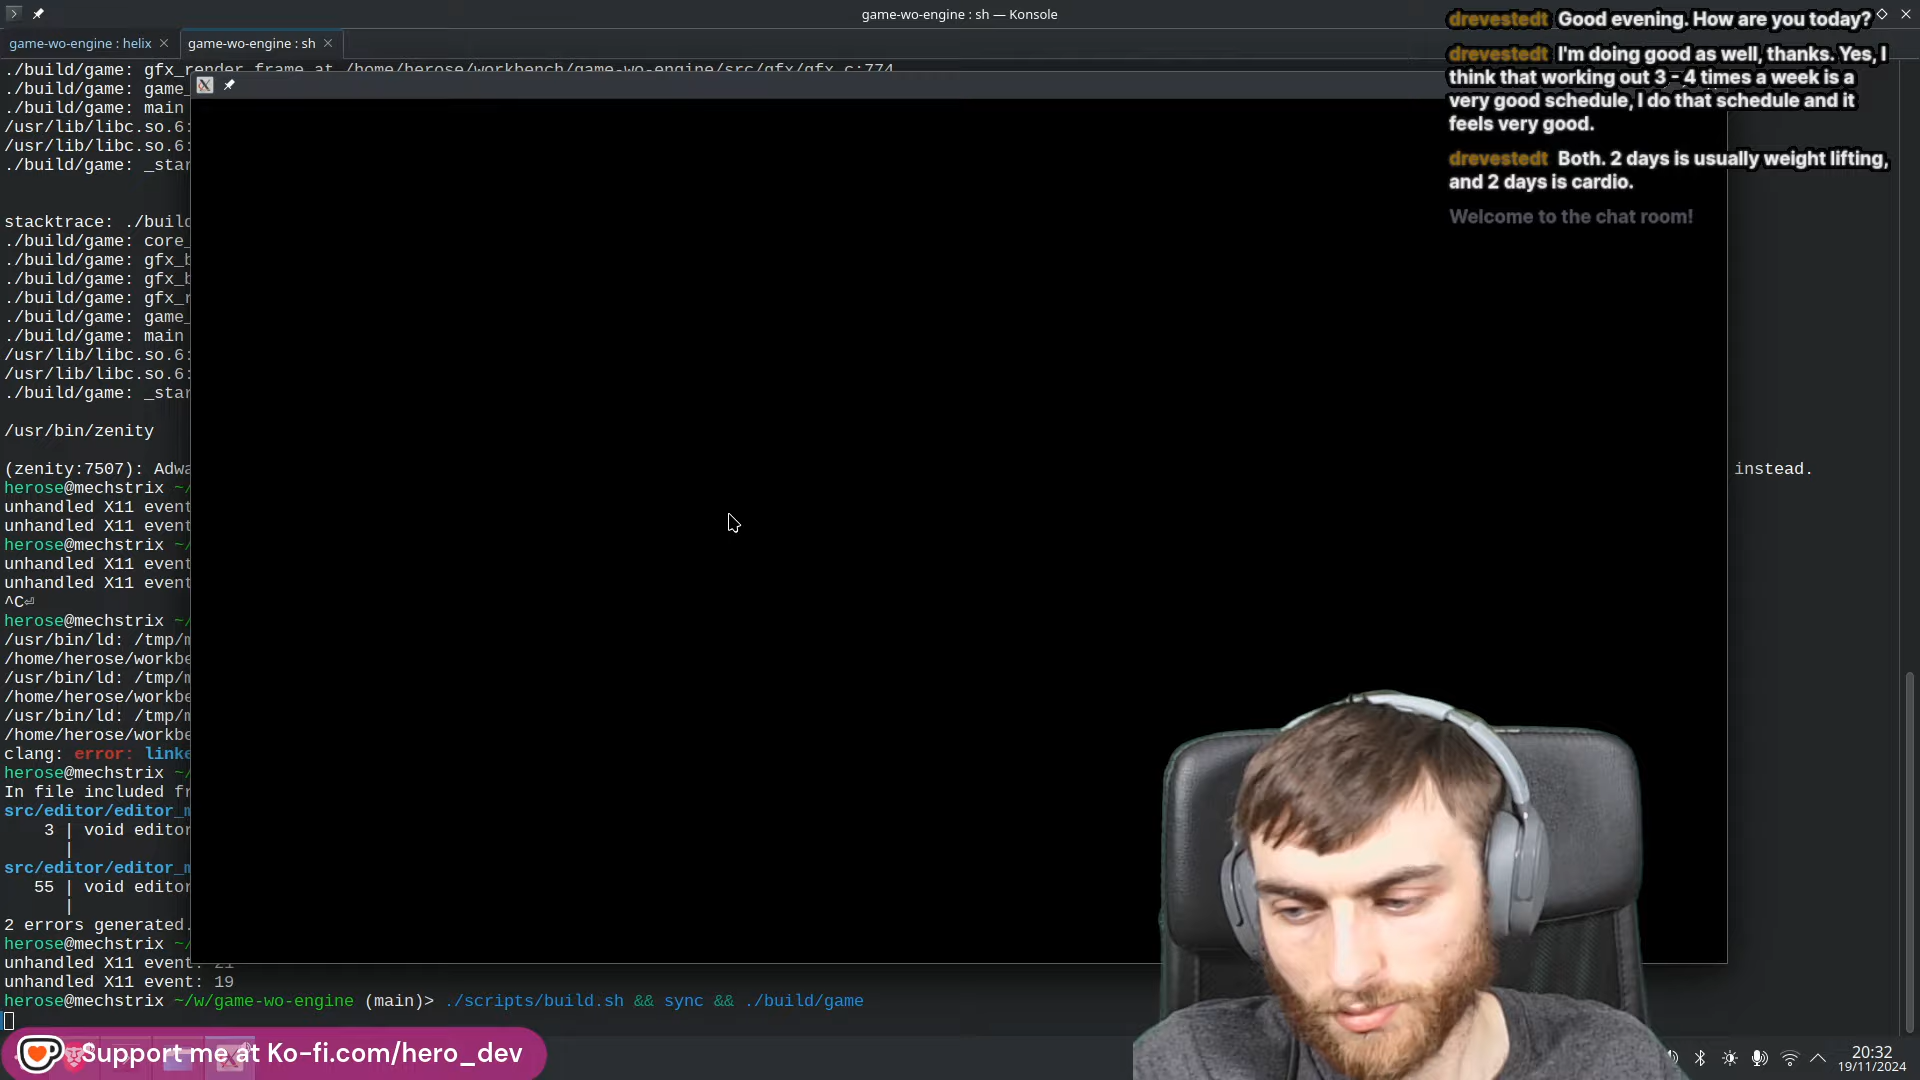 game-wo-engine : sh — Konsole
game-wo-engine : helix
game-wo-engine : sh
./build/game: gfx_render_frame at /home/herose/workbench/game-wo-engine/src/gfx/gfx.c:774
./build/game: game_
./build/game: main
/usr/lib/libc.so.6:
/usr/lib/libc.so.6:
./build/game: _star
stacktrace: ./build
./build/game: core_
./build/game: gfx_b
./build/game: gfx_b
./build/game: gfx_r
./build/game: game_
./build/game: main
/usr/lib/libc.so.6:
/usr/lib/libc.so.6:
./build/game: _star
/usr/bin/zenity
(zenity:7507): Adwa instead.
herose@mechstrix ~/
unhandled X11 event
unhandled X11 event
herose@mechstrix ~/
unhandled X11 event
unhandled X11 event
^C⏎
herose@mechstrix ~/
/usr/bin/ld: /tmp/m
/home/herose/workbe
/usr/bin/ld: /tmp/m
/home/herose/workbe
/usr/bin/ld: /tmp/m
/home/herose/workbe
clang: error: linke
herose@mechstrix ~/
In file included fr
src/editor/editor_m
3 | void editor
|
src/editor/editor_m
55 | void editor
|
2 errors generated.
herose@mechstrix ~/
unhandled X11 event: 21
unhandled X11 event: 19
herose@mechstrix ~/w/game-wo-engine (main)> ./scripts/build.sh && sync && ./build/game
drevestedt Good evening. How are you today?
drevestedt I'm doing good as well, thanks. Yes, I
think that working out 3 - 4 times a week is a
very good schedule, I do that schedule and it
feels very good.
drevestedt Both. 2 days is usually weight lifting,
and 2 days is cardio.
Welcome to the chat room!
Support me at Ko-fi.com/hero_dev
20:32
19/11/2024